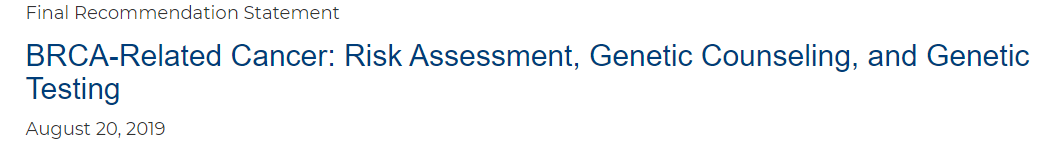 Final Recommendation Statement
BRCA-Related Cancer: Risk Assessment, Genetic Counseling, and Genetic
Testing
August 20, 2019